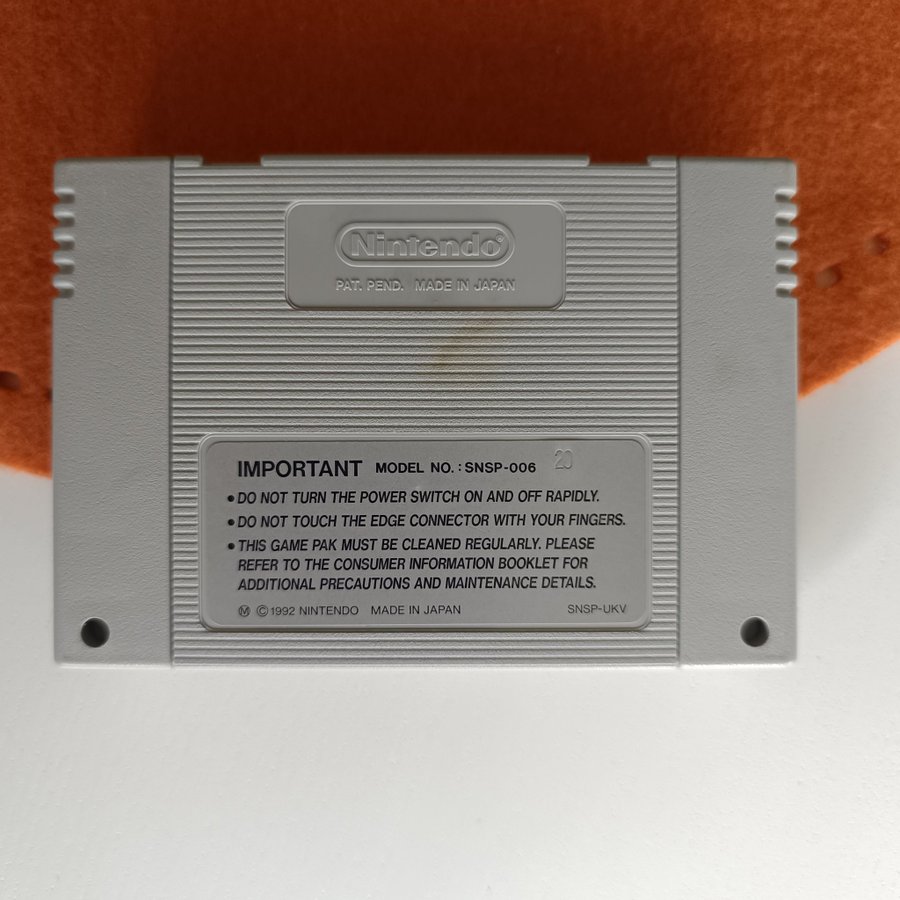 Nintendo®
PAT. PEND. MADE IN JAPAN
IMPORTANT MODEL NO. : SNSP-006 20
• DO NOT TURN THE POWER SWITCH ON AND OFF RAPIDLY.
• DO NOT TOUCH THE EDGE CONNECTOR WITH YOUR FINGERS.
• THIS GAME PAK MUST BE CLEANED REGULARLY. PLEASE
REFER TO THE CONSUMER INFORMATION BOOKLET FOR
ADDITIONAL PRECAUTIONS AND MAINTENANCE DETAILS.
Ⓜ ©1992 NINTENDO MADE IN JAPAN SNSP-UKV